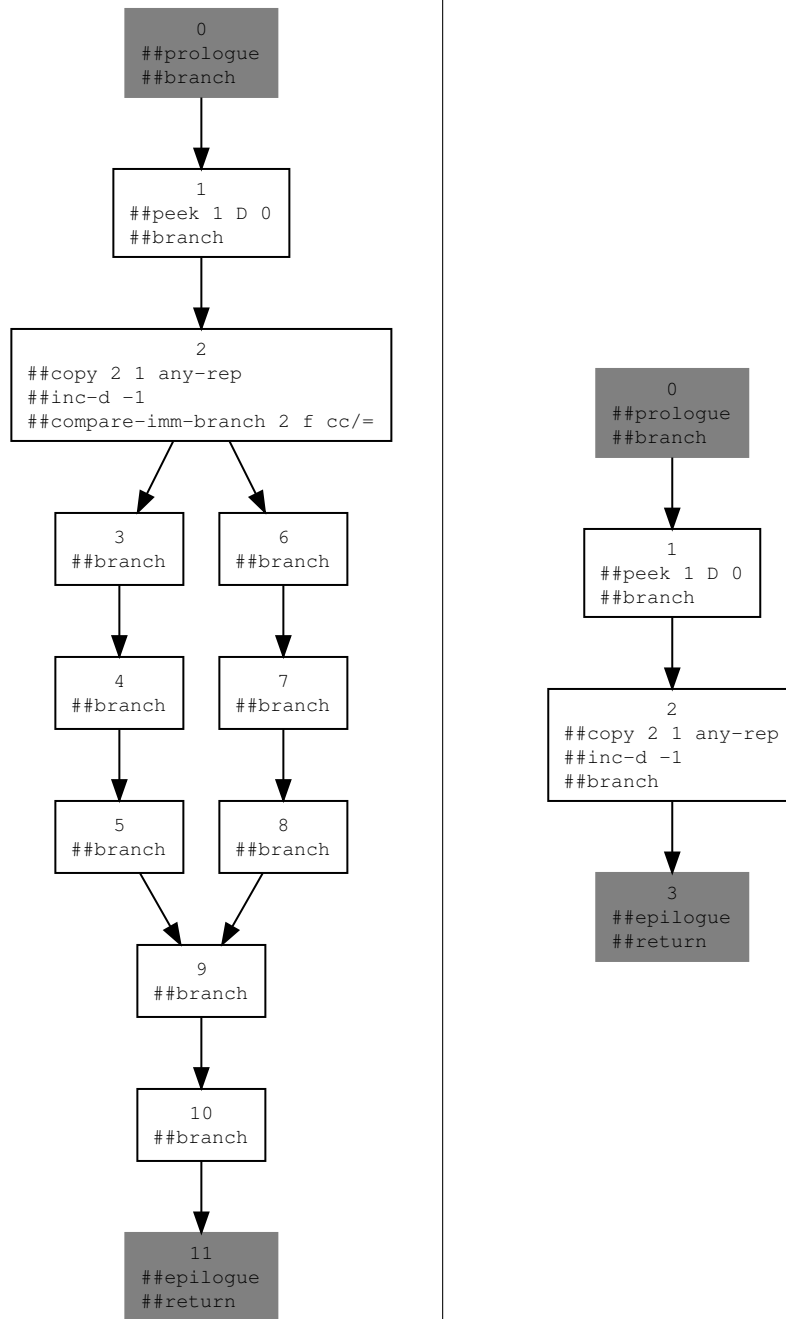 0
##prologue
##branch
1
##peek 1 D 0
##branch
2
##copy 2 1 any-rep
##inc-d -1
##compare-imm-branch 2 f cc/=
3
##branch
6
##branch
4
##branch
7
##branch
5
##branch
8
##branch
9
##branch
10
##branch
11
##epilogue
##return
0
##prologue
##branch
1
##peek 1 D 0
##branch
2
##copy 2 1 any-rep
##inc-d -1
##branch
3
##epilogue
##return